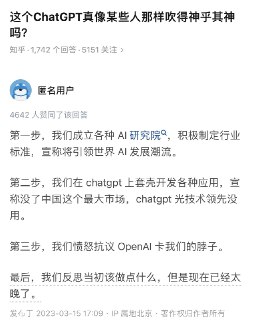 这个ChatGPT真像某些人那样吹得神乎其神
吗？
知乎 · 1,742 个回答 · 5151 关注 ›
匿名用户
4642 人赞同了该回答
第一步，我们成立各种 AI 研究院，积极制定行业
标准，宣称将引领世界 AI 发展潮流。
第二步，我们在 chatgpt 上套壳开发各种应用，宣
称没了中国这个最大市场，chatgpt 光技术领先没
用。
第三步，我们愤怒抗议 OpenAI 卡我们的脖子。
最后，我们反思当初该做点什么，但是现在已经太
晚了。
发布于 2023-03-15 17:09 · IP 属地北京 · 著作权归作者所有